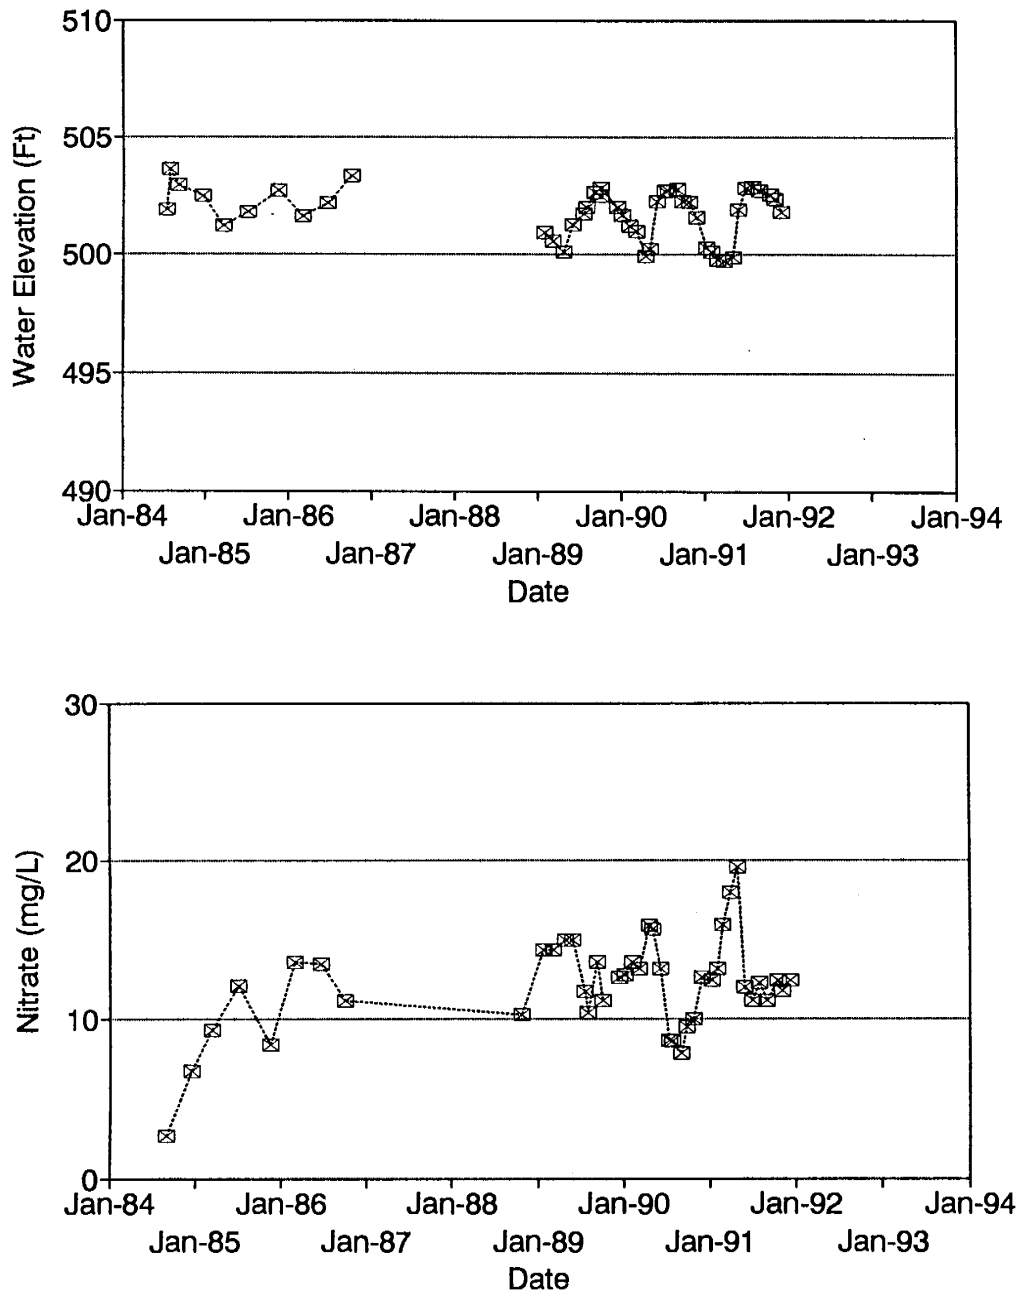 510
505
500
495
490
Water Elevation (Ft)
Jan-84 Jan-86 Jan-88 Jan-90 Jan-92 Jan-94
Jan-85 Jan-87 Jan-89 Jan-91 Jan-93
Date
30
20
10
0
Nitrate (mg/L)
Jan-84 Jan-86 Jan-88 Jan-90 Jan-92 Jan-94
Jan-85 Jan-87 Jan-89 Jan-91 Jan-93
Date